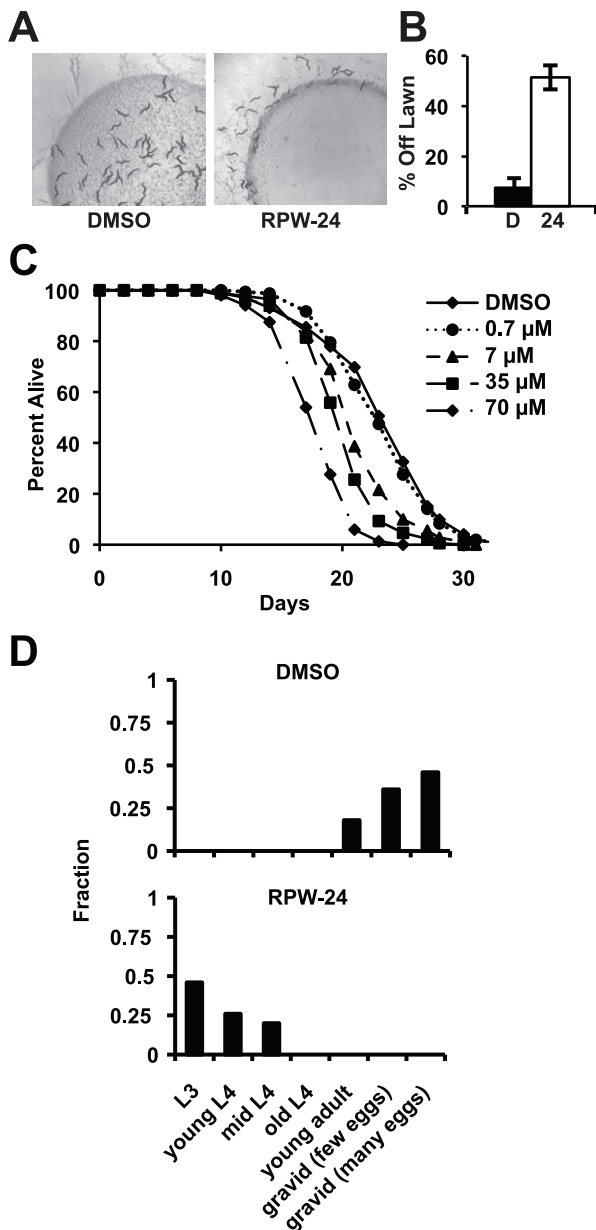 A
B
DMSO
RPW-24
% Off Lawn
60
40
20
0
D 24
C
Percent Alive
100
80
60
40
20
0
0 10 20 30
Days
DMSO
0.7 µM
7 µM
35 µM
70 µM
D
Fraction
DMSO
1
0.75
0.5
0.25
0
RPW-24
1
0.75
0.5
0.25
0
L3
young L4
mid L4
old L4
young adult
gravid (few eggs)
gravid (many eggs)